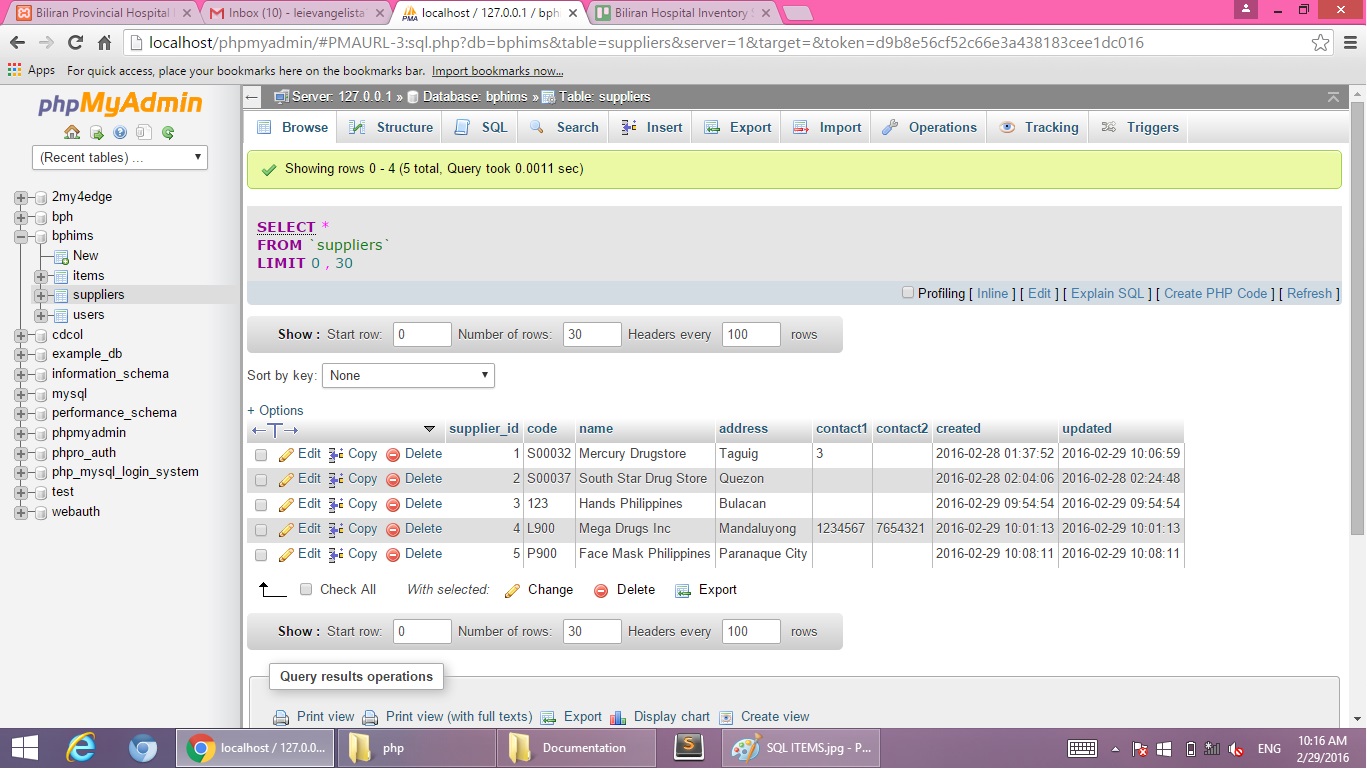 Biliran Provincial Hospital
Inbox (10) - leievangelista
localhost / 127.0.0.1 / bph
Biliran Hospital Inventory
localhost/phpmyadmin/#PMAURL-3:sql.php?db=bphims&table=suppliers&server=1&target=&token=d9b8e56cf52c66e3a438183cee1dc016
Apps For quick access, place your bookmarks here on the bookmarks bar. Import bookmarks now...
phpMyAdmin
(Recent tables) ...
2my4edge
bph
bphims
New
items
suppliers
users
cdcol
example_db
information_schema
mysql
performance_schema
phpmyadmin
phpro_auth
php_mysql_login_system
test
webauth
Server: 127.0.0.1 » Database: bphims » Table: suppliers
Browse Structure SQL Search Insert Export Import Operations Tracking Triggers
Showing rows 0 - 4 (5 total, Query took 0.0011 sec)
SELECT *
FROM `suppliers`
LIMIT 0 , 30
Profiling [ Inline ] [ Edit ] [ Explain SQL ] [ Create PHP Code ] [ Refresh ]
Show : Start row: 0 Number of rows: 30 Headers every 100 rows
Sort by key: None
+ Options
←T→ supplier_id code name address contact1 contact2 created updated
Edit Copy Delete 1 S00032 Mercury Drugstore Taguig 3 2016-02-28 01:37:52 2016-02-29 10:06:59
Edit Copy Delete 2 S00037 South Star Drug Store Quezon 2016-02-28 02:04:06 2016-02-28 02:24:48
Edit Copy Delete 3 123 Hands Philippines Bulacan 2016-02-29 09:54:54 2016-02-29 09:54:54
Edit Copy Delete 4 L900 Mega Drugs Inc Mandaluyong 1234567 7654321 2016-02-29 10:01:13 2016-02-29 10:01:13
Edit Copy Delete 5 P900 Face Mask Philippines Paranaque City 2016-02-29 10:08:11 2016-02-29 10:08:11
Check All With selected: Change Delete Export
Show : Start row: 0 Number of rows: 30 Headers every 100 rows
Query results operations
Print view Print view (with full texts) Export Display chart Create view
localhost / 127.0.0...
php
Documentation
SQL ITEMS.jpg - P...
ENG
10:16 AM
2/29/2016